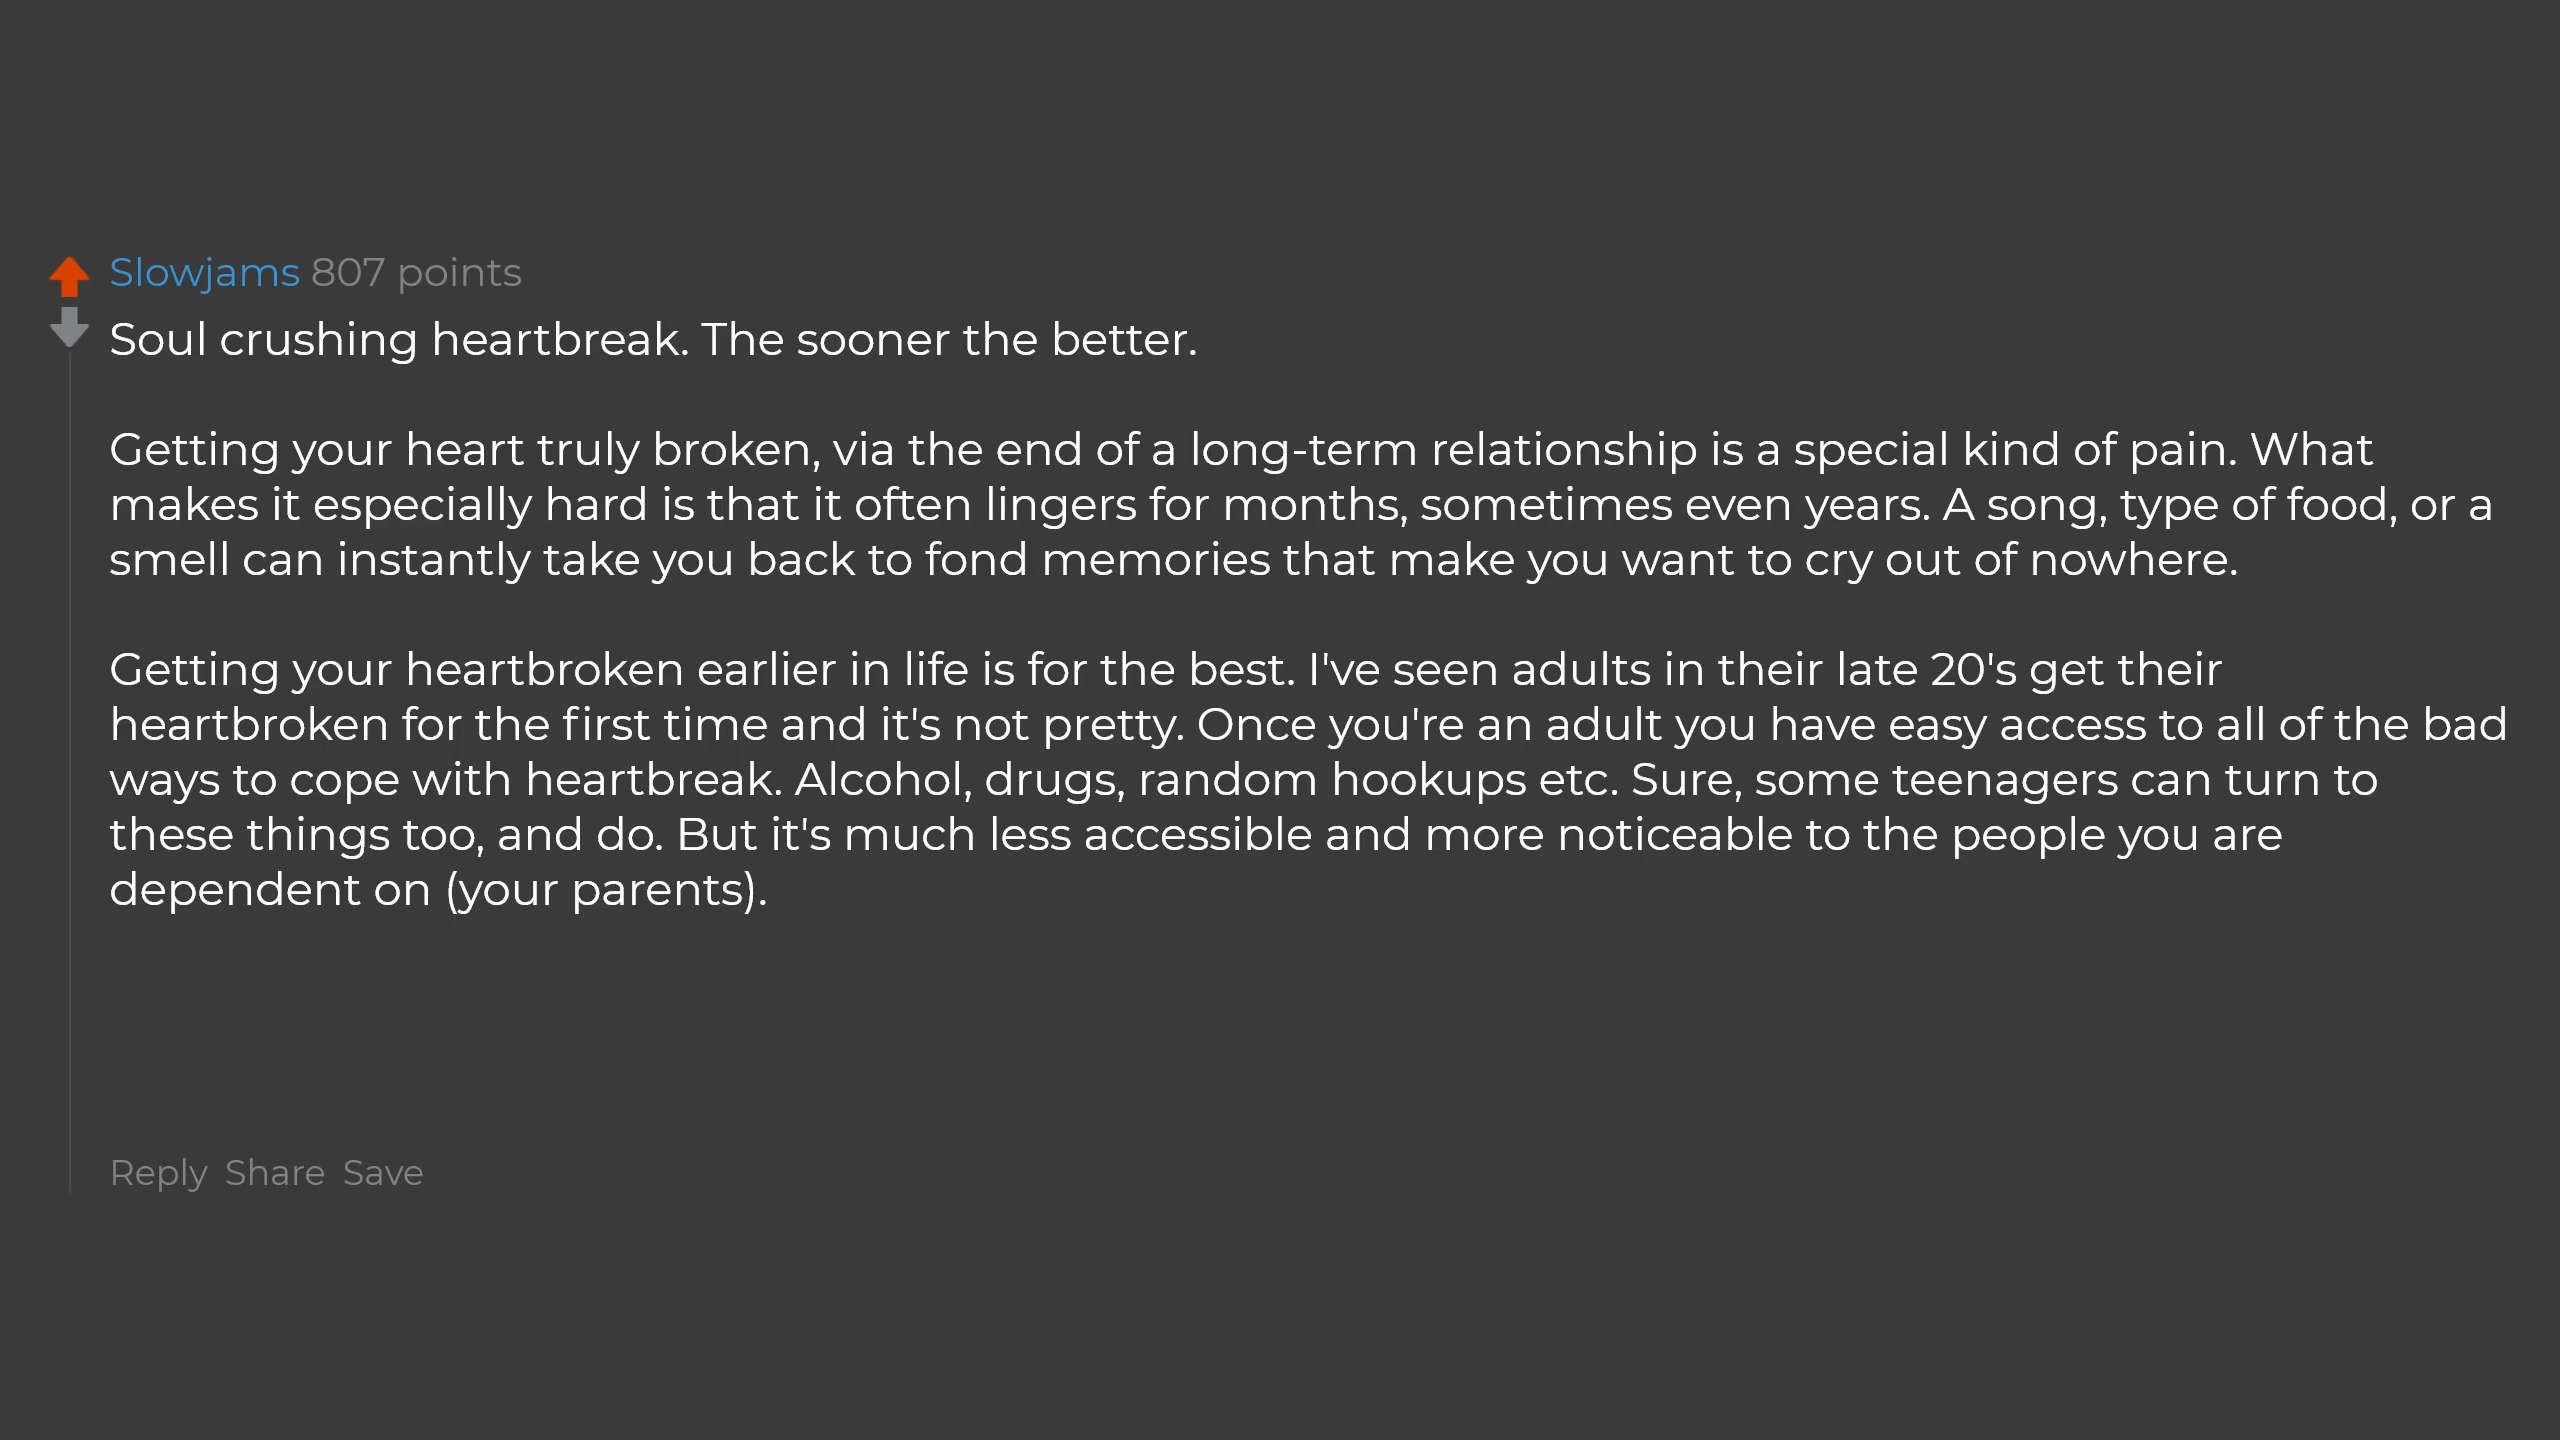 Slowjams 807 points
Soul crushing heartbreak. The sooner the better.
Getting your heart truly broken, via the end of a long-term relationship is a special kind of pain. What
makes it especially hard is that it often lingers for months, sometimes even years. A song, type of food, or a
smell can instantly take you back to fond memories that make you want to cry out of nowhere.
Getting your heartbroken earlier in life is for the best. I've seen adults in their late 20's get their
heartbroken for the first time and it's not pretty. Once you're an adult you have easy access to all of the bad
ways to cope with heartbreak. Alcohol, drugs, random hookups etc. Sure, some teenagers can turn to
these things too, and do. But it's much less accessible and more noticeable to the people you are
dependent on (your parents).
Reply Share Save